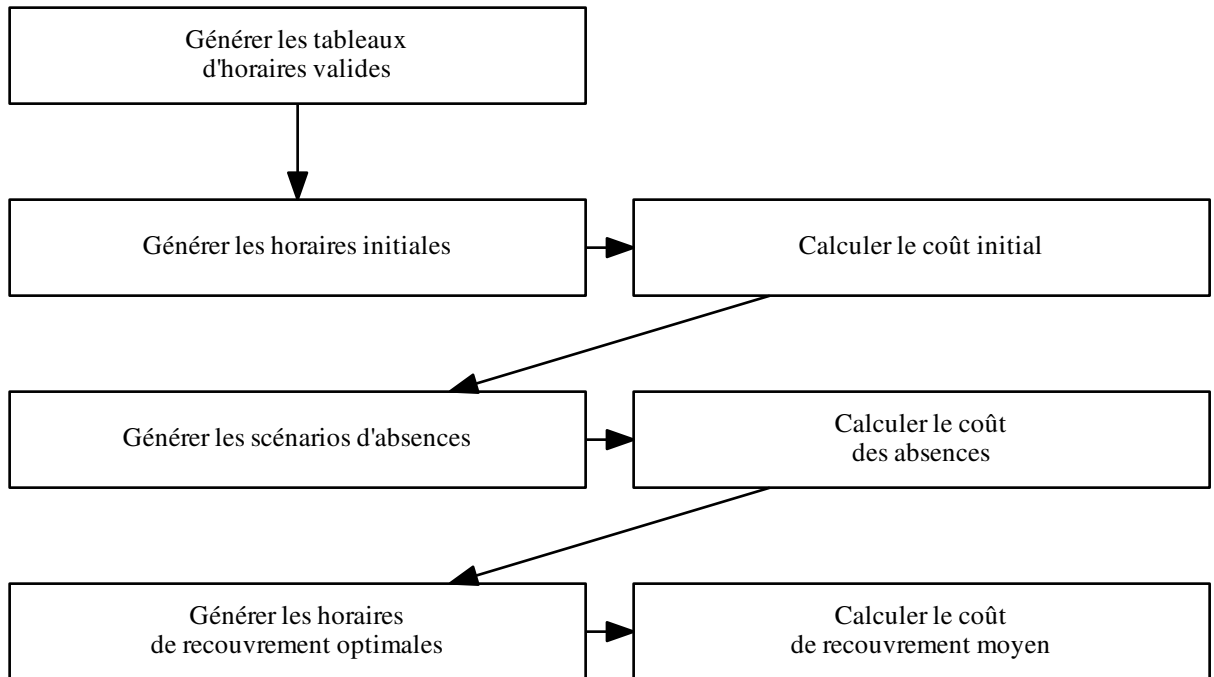 Générer les tableaux
d'horaires valides
Générer les horaires initiales
Calculer le coût initial
Générer les scénarios d'absences
Calculer le coût
des absences
Générer les horaires
de recouvrement optimales
Calculer le coût
de recouvrement moyen